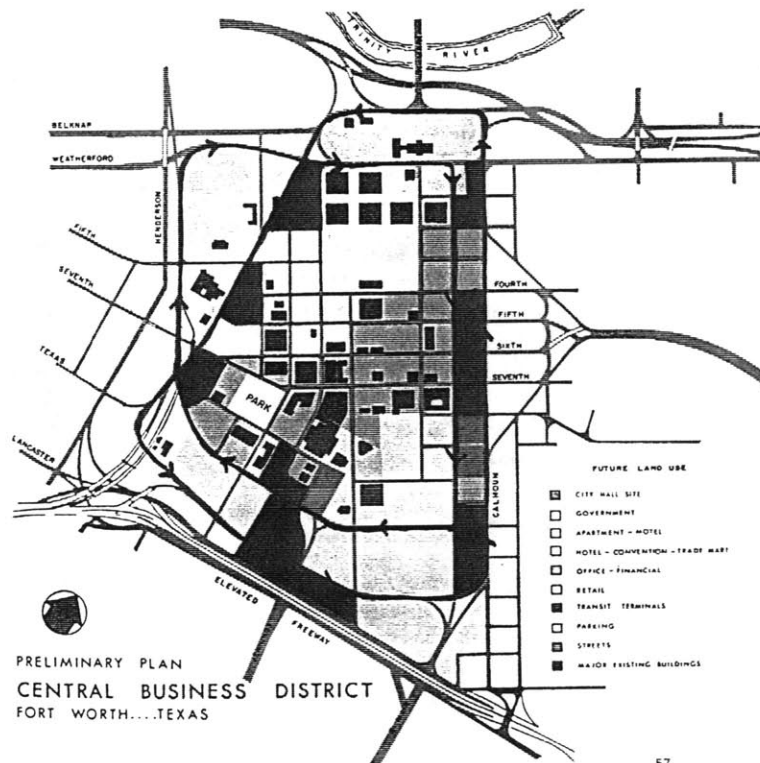 TRINITY RIVER
BELKNAP
WEATHERFORD
HENDERSON
FIFTH
SEVENTH
TEXAS
LANCASTER
FOURTH
FIFTH
SIXTH
SEVENTH
PARK
CALHOUN
ELEVATED FREEWAY
FUTURE LAND USE
CITY HALL SITE
GOVERNMENT
APARTMENT - MOTEL
HOTEL - CONVENTION - TRADE MART
OFFICE - FINANCIAL
RETAIL
TRANSIT TERMINALS
PARKING
STREETS
MAJOR EXISTING BUILDINGS
PRELIMINARY PLAN
CENTRAL BUSINESS DISTRICT
FORT WORTH....TEXAS
57